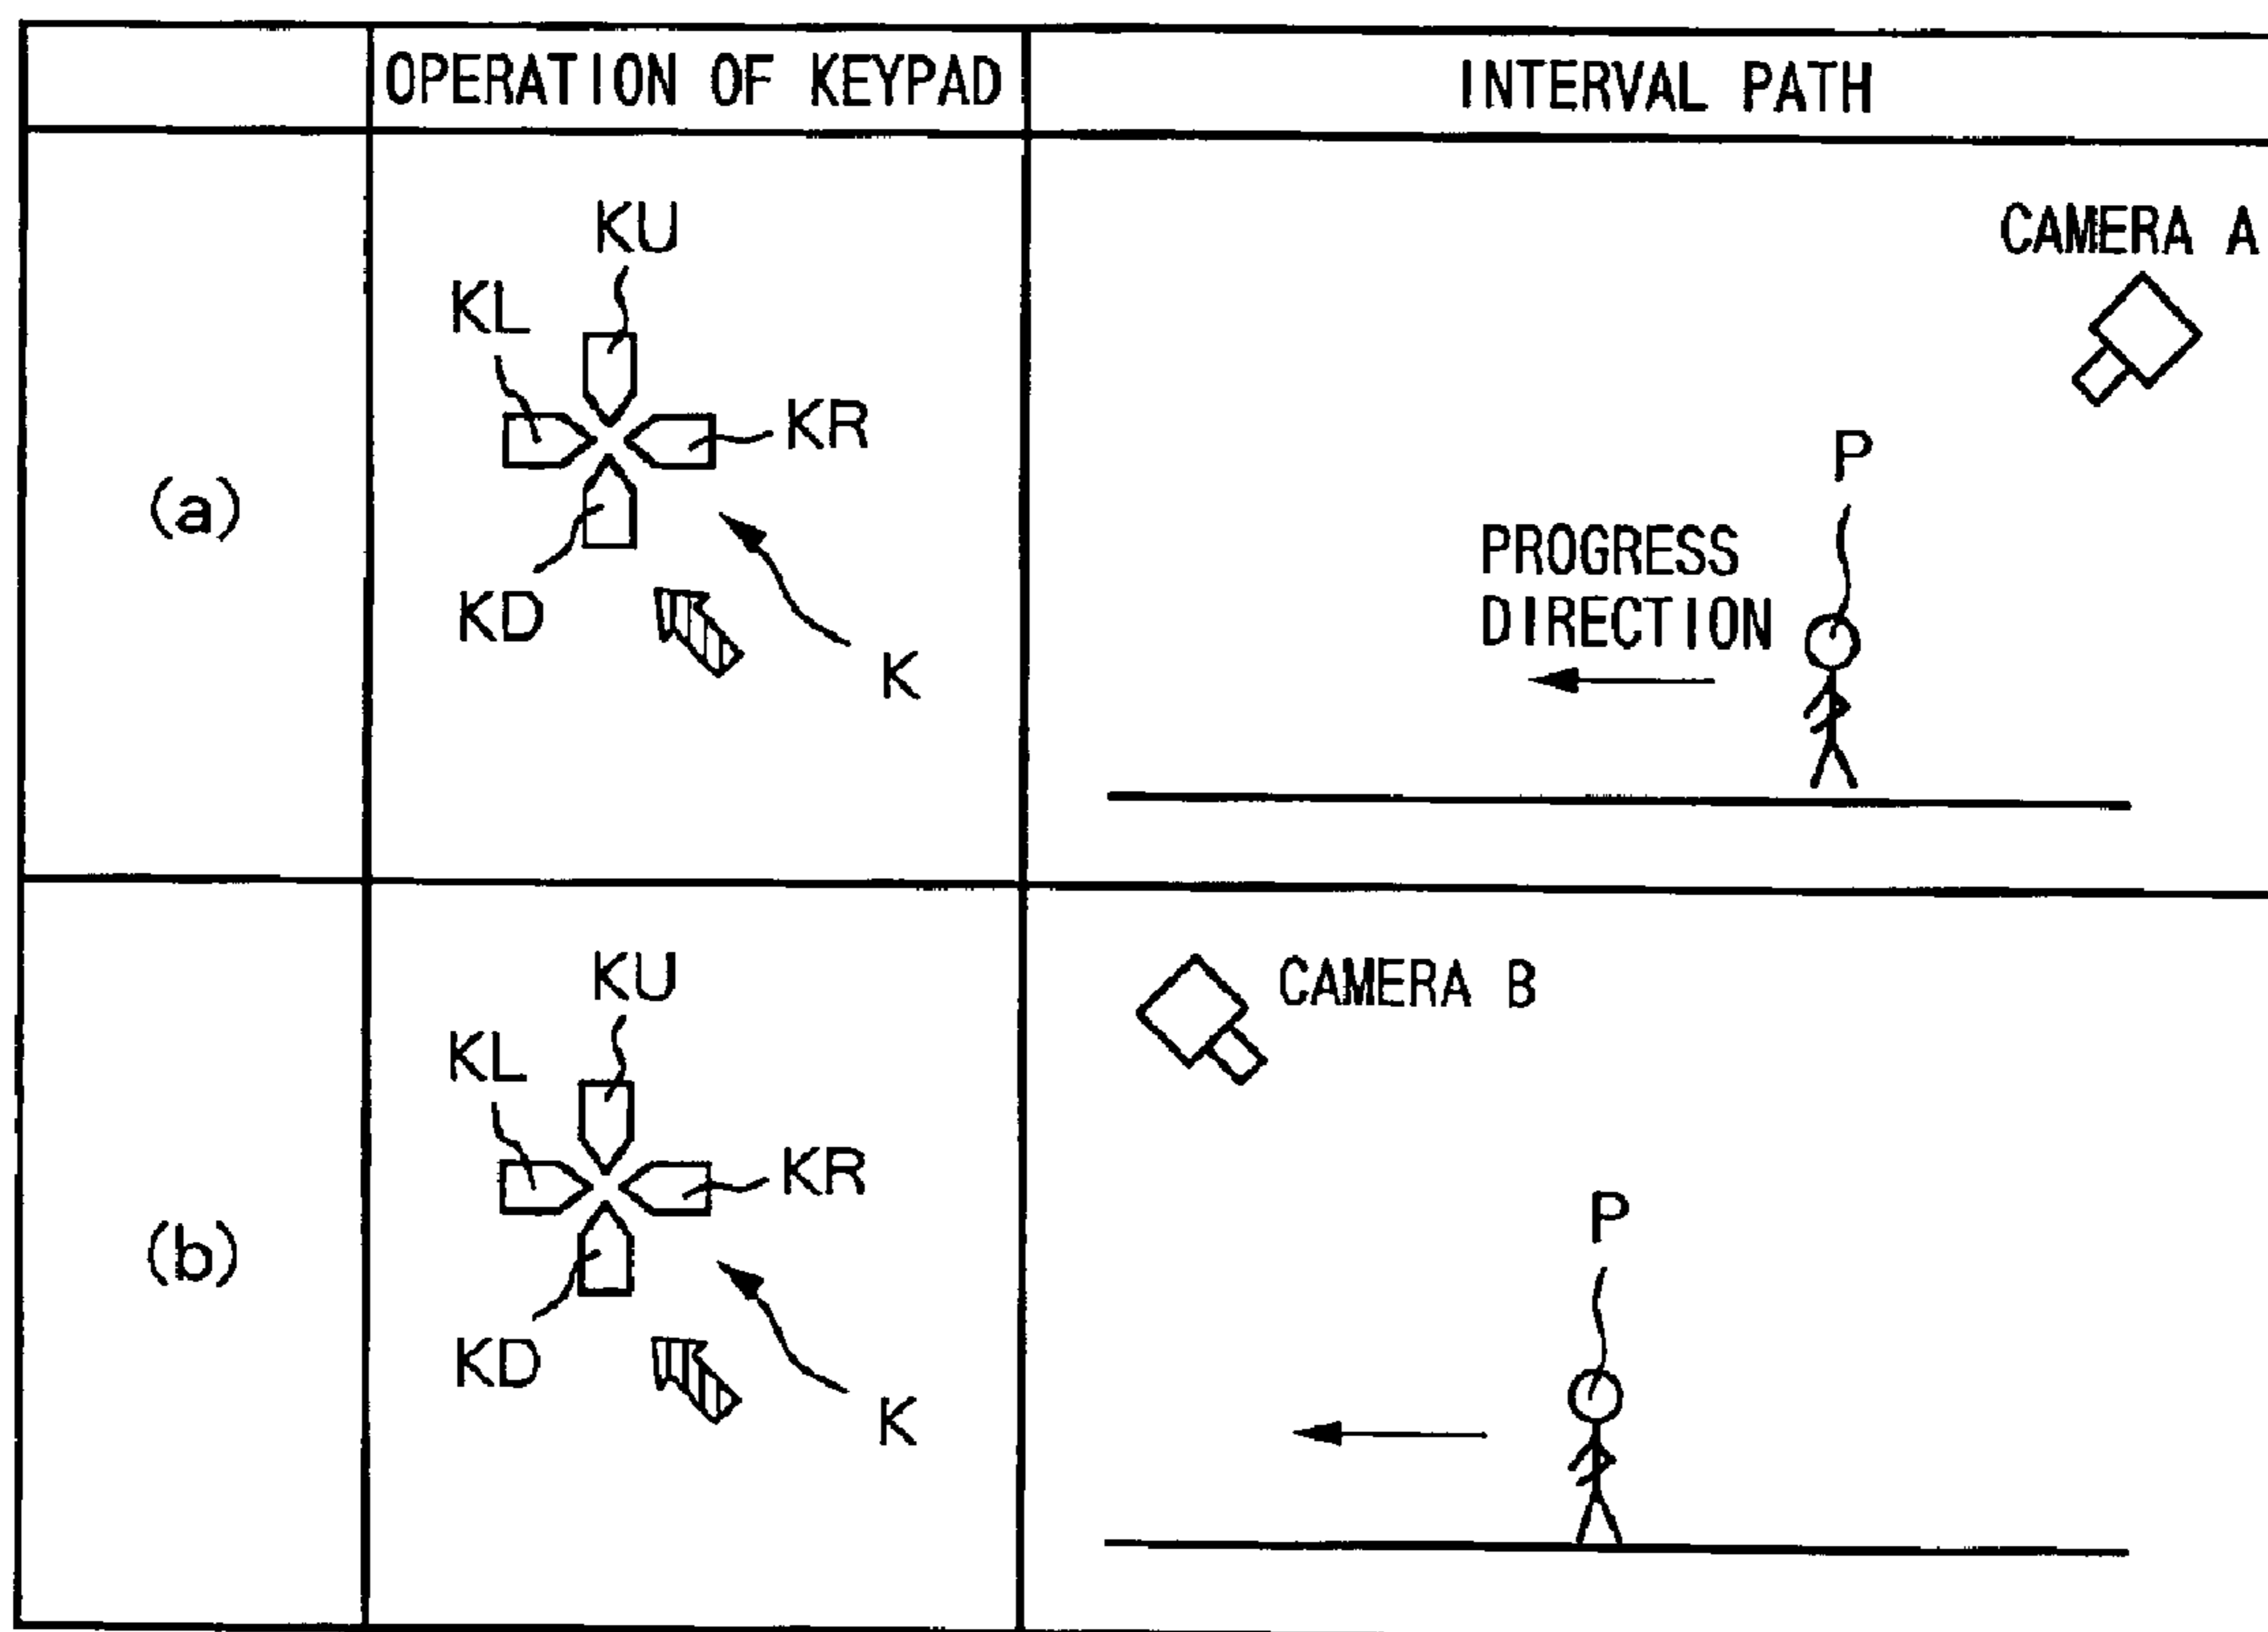 OPERATION OF KEYPAD
INTERVAL PATH
(a)
KU
KL
KR
KD
K
CAMERA A
P
PROGRESS
DIRECTION
(b)
KU
KL
KR
KD
K
CAMERA B
P